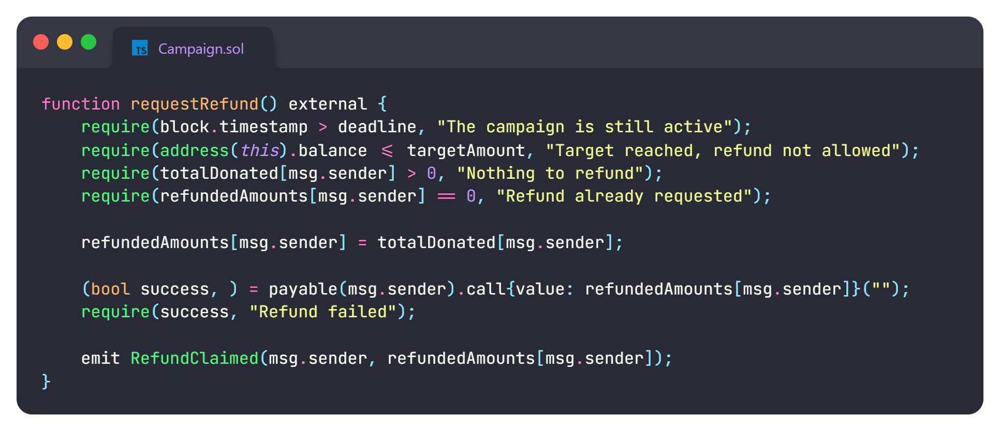 TS Campaign.sol
function requestRefund() external {
    require(block.timestamp > deadline, "The campaign is still active");
    require(address(this).balance <= targetAmount, "Target reached, refund not allowed");
    require(totalDonated[msg.sender] > 0, "Nothing to refund");
    require(refundedAmounts[msg.sender] == 0, "Refund already requested");

    refundedAmounts[msg.sender] = totalDonated[msg.sender];

    (bool success, ) = payable(msg.sender).call{value: refundedAmounts[msg.sender]}("");
    require(success, "Refund failed");

    emit RefundClaimed(msg.sender, refundedAmounts[msg.sender]);
}